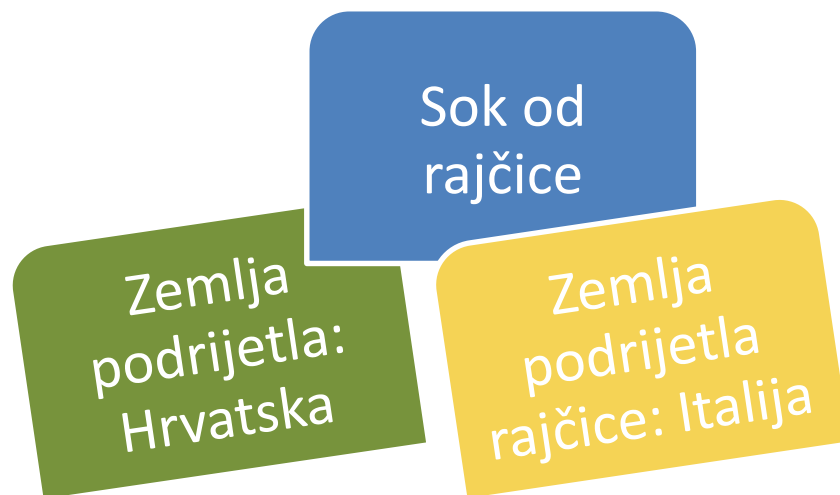 Sok od
rajčice
Zemlja
podrijetla:
Hrvatska
Zemlja
podrijetla
rajčice: Italija